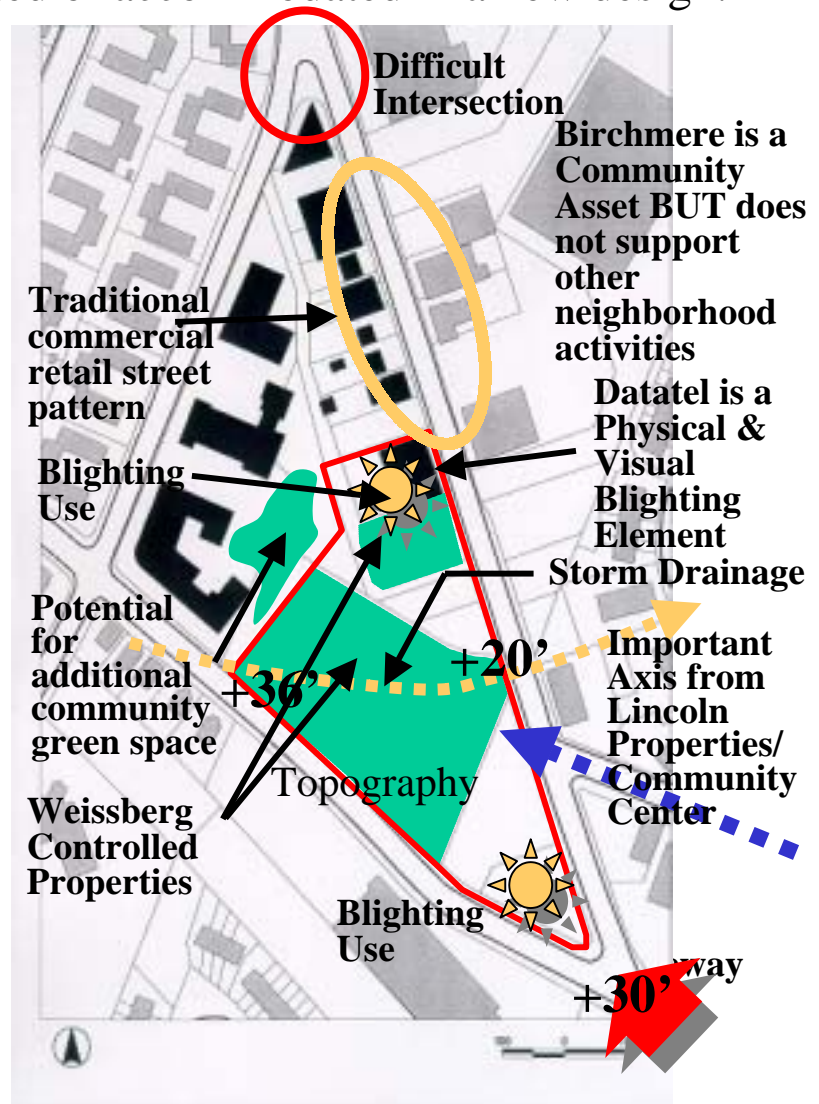 Difficult
Intersection
Birchmere is a
Community
Asset BUT does
not support
other
neighborhood
activities
Traditional
commercial
retail street
pattern
Datatel is a
Physical &
Visual
Blighting
Element
Blighting
Use
Storm Drainage
Potential
for
additional
community
green space
+36’
+20’
Important
Axis from
Lincoln
Properties/
Community
Center
Topography
Weissberg
Controlled
Properties
Blighting
Use
+30’